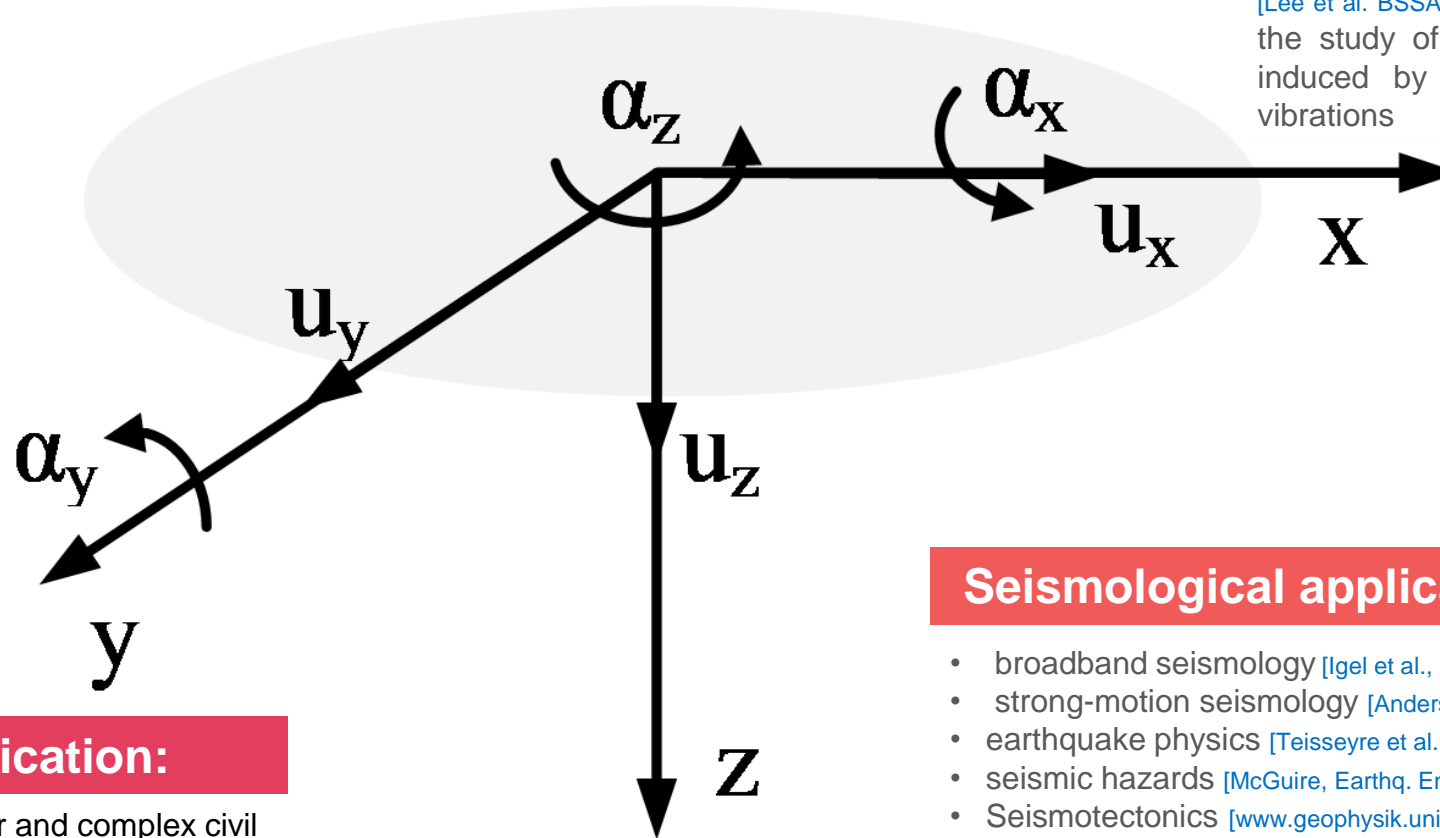 [Lee et al. BSSA
the study of
induced by
vibrations
αz
αx
ux
x
uy
αy
uz
y
z
Seismological applic
• broadband seismology [Igel et al.,
• strong-motion seismology [Anders
• earthquake physics [Teisseyre et al.
• seismic hazards [McGuire, Earthq. En
• Seismotectonics [www.geophysik.uni
ication:
r and complex civil